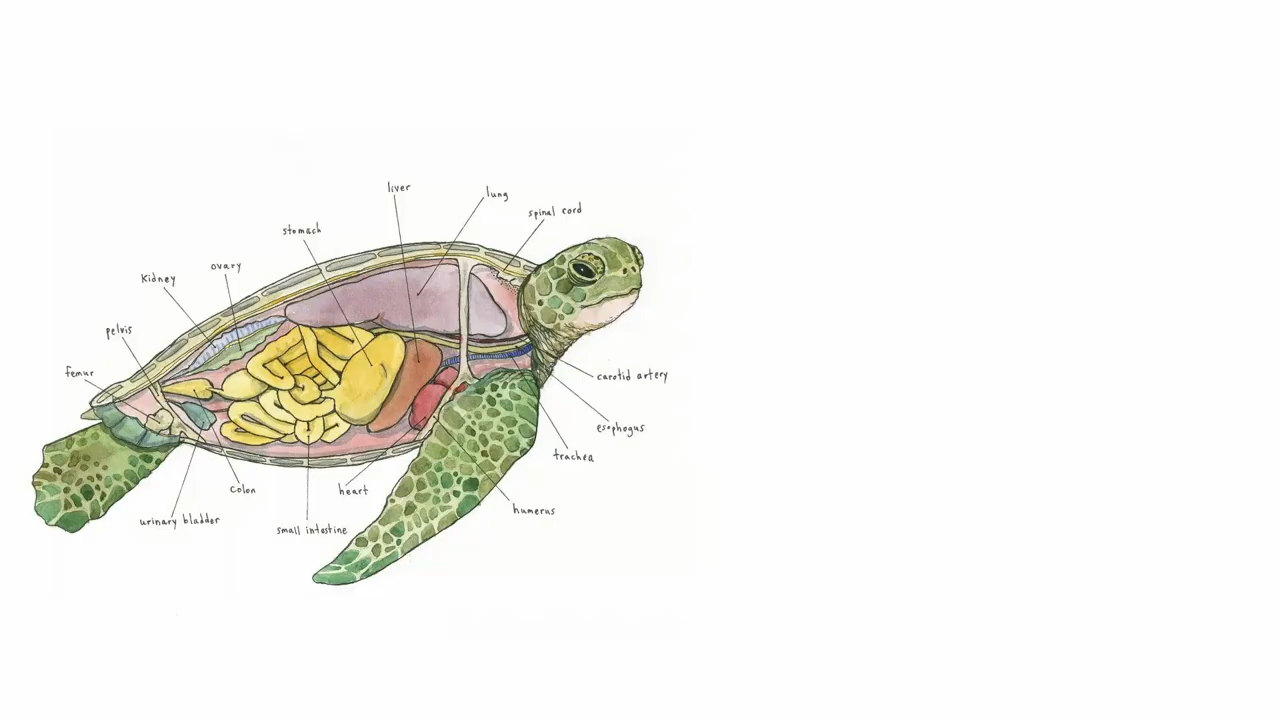 liver
lung
spinal cord
stomach
ovary
Kidney
pelvis
femur
carotid artery
esophogus
trachea
humerus
heart
colon
urinary bladder
small intestine